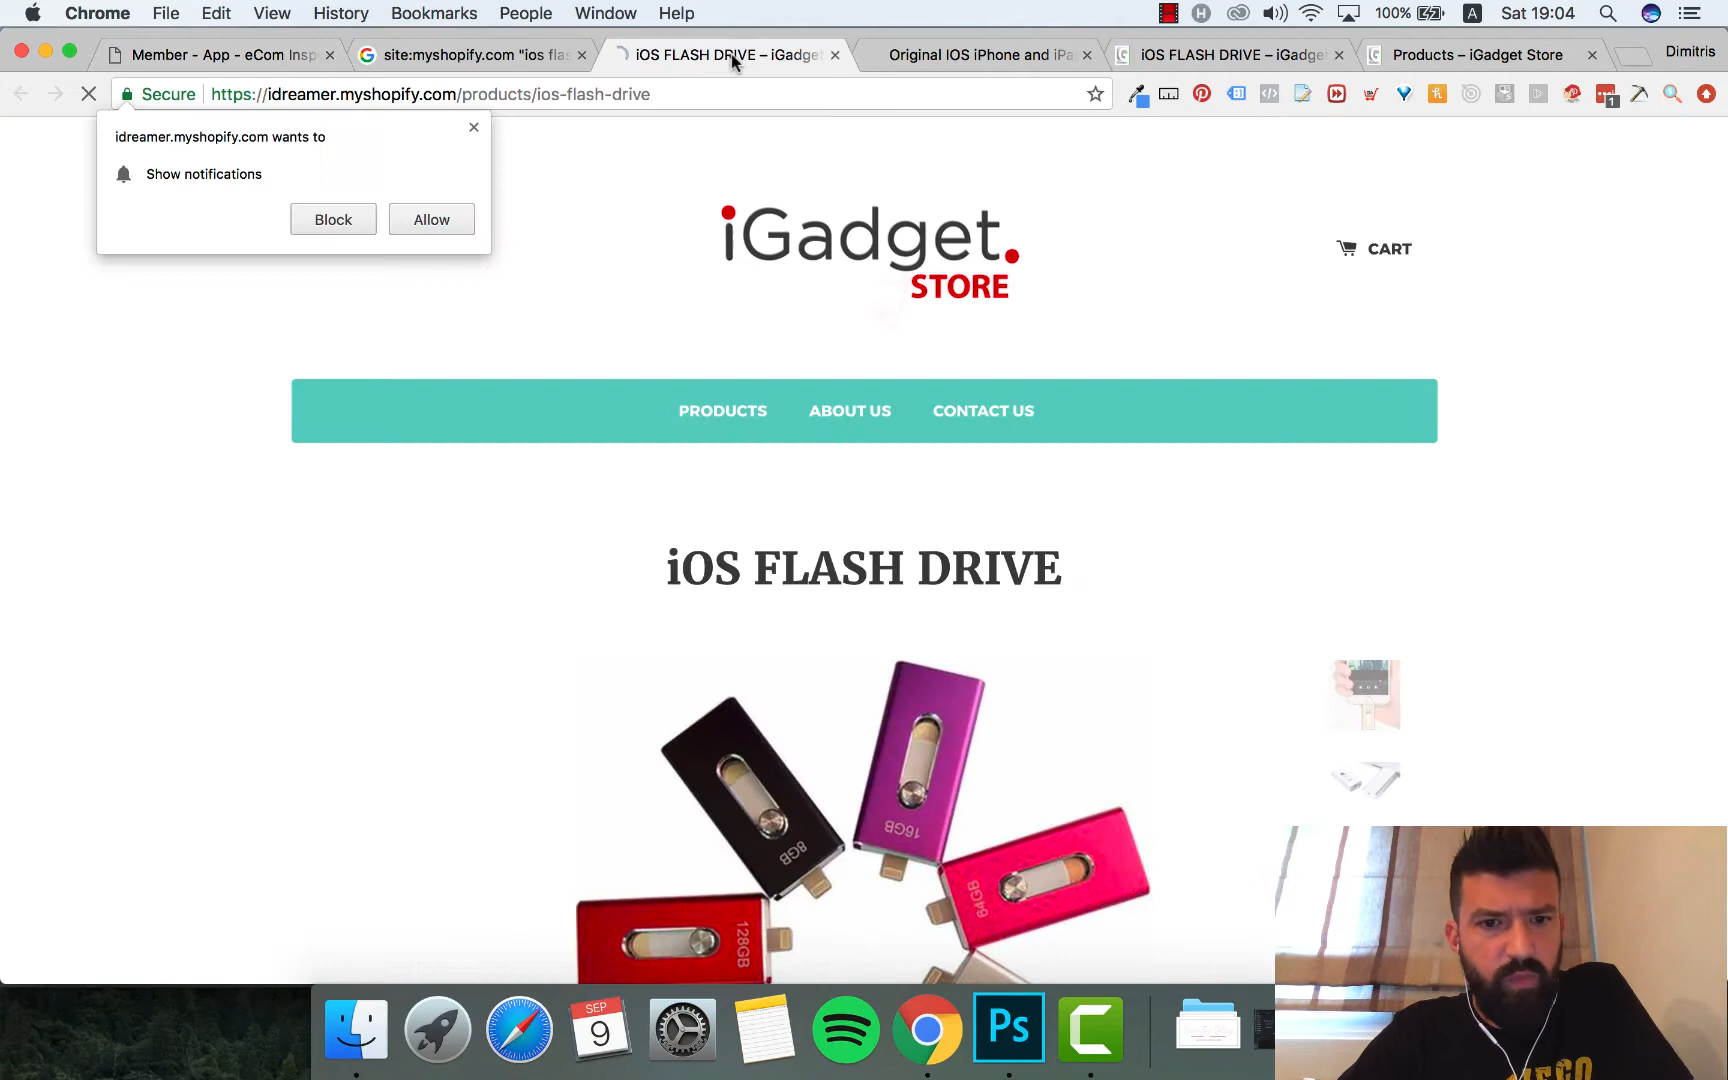 Chrome File Edit View History Bookmarks People Window Help 100% A Sat 19:04
Member - App - eCom Insp
site:myshopify.com "ios flas
iOS FLASH DRIVE – iGadget
Original IOS iPhone and iPa
iOS FLASH DRIVE – iGadge
Products – iGadget Store
Dimitris
Secure https://idreamer.myshopify.com/products/ios-flash-drive
idreamer.myshopify.com wants to
Show notifications
Block Allow
iGadget.
STORE
CART
PRODUCTS ABOUT US CONTACT US
iOS FLASH DRIVE
8GB
16GB
64GB
128GB
SEP
9
Ps